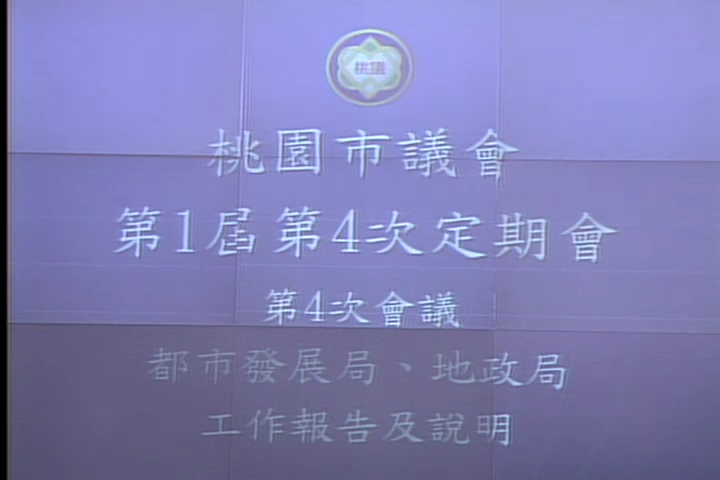 桃議
桃園市議會
第1屆第4次定期會
第4次會議
都市發展局、地政局
工作報告及說明